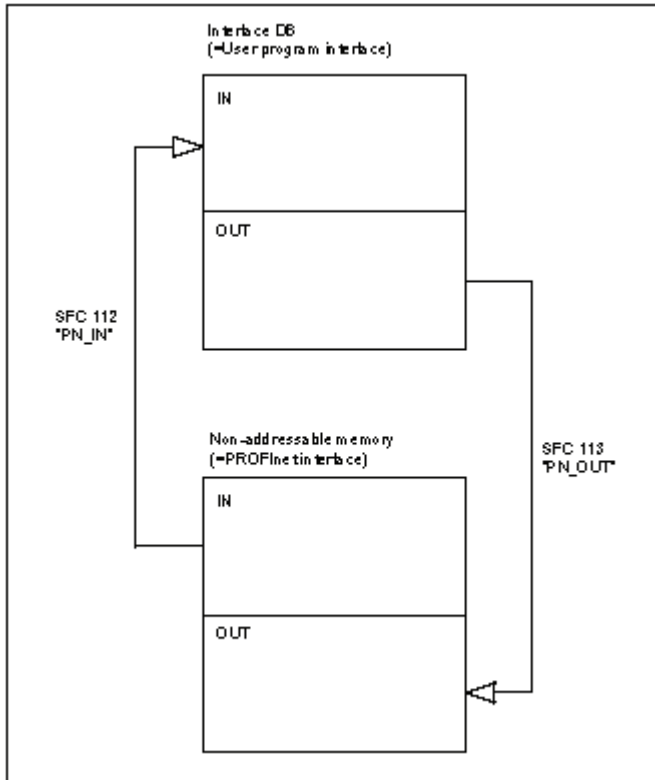 Interface DB
(=User program interface)
IN
OUT
SFC 112
"PN_IN"
Non-addressable memory
(=PROFInet interface)
SFC 113
"PN_OUT"
IN
OUT